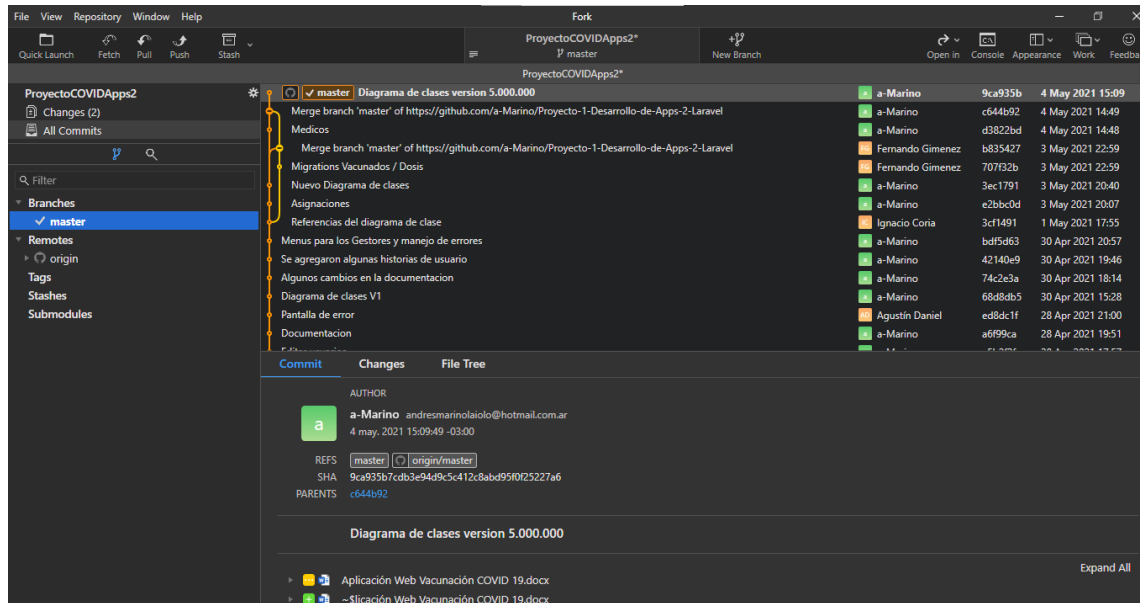 File View Repository Window Help
Fork
Quick Launch Fetch Pull Push Stash
ProyectoCOVIDApps2*
master
New Branch
Open in Console Appearance Work Feedba
ProyectoCOVIDApps2*
ProyectoCOVIDApps2
Changes (2)
All Commits
Filter
Branches
master
Remotes
origin
Tags
Stashes
Submodules
master Diagrama de clases version 5.000.000 a-Marino 9ca935b 4 May 2021 15:09
Merge branch 'master' of https://github.com/a-Marino/Proyecto-1-Desarrollo-de-Apps-2-Laravel a-Marino c644b92 4 May 2021 14:49
Medicos a-Marino d3822bd 4 May 2021 14:48
Merge branch 'master' of https://github.com/a-Marino/Proyecto-1-Desarrollo-de-Apps-2-Laravel FG Fernando Gimenez b835427 3 May 2021 22:59
Migrations Vacunados / Dosis FG Fernando Gimenez 707f32b 3 May 2021 22:59
Nuevo Diagrama de clases a-Marino 3ec1791 3 May 2021 20:40
Asignaciones a-Marino e2bbc0d 3 May 2021 20:07
Referencias del diagrama de clase IC Ignacio Coria 3cf1491 1 May 2021 17:55
Menus para los Gestores y manejo de errores a-Marino bdf5d63 30 Apr 2021 20:57
Se agregaron algunas historias de usuario a-Marino 42140e9 30 Apr 2021 19:46
Algunos cambios en la documentacion a-Marino 74c2e3a 30 Apr 2021 18:14
Diagrama de clases V1 a-Marino 68d8db5 30 Apr 2021 15:28
Pantalla de error AD Agustín Daniel ed8dc1f 28 Apr 2021 21:00
Documentacion a-Marino a6f99ca 28 Apr 2021 19:51
Commit Changes File Tree
AUTHOR
a
a-Marino andresmarinolaiolo@hotmail.com.ar
4 may. 2021 15:09:49 -03:00
REFS master origin/master
SHA 9ca935b7cdb3e94d9c5c412c8abd95f0f25227a6
PARENTS c644b92
Diagrama de clases version 5.000.000
Expand All
Aplicación Web Vacunación COVID 19.docx
~$licación Web Vacunación COVID 19.docx